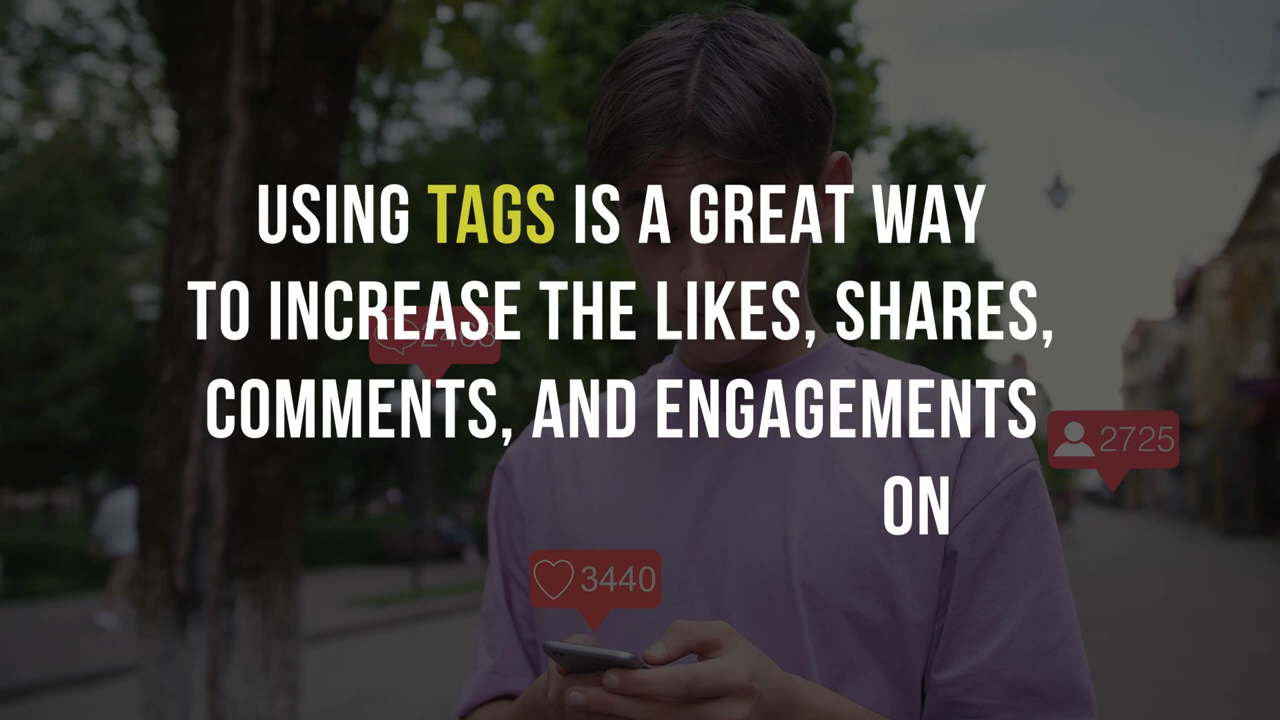 USING TAGS IS A GREAT WAY
TO INCREASE THE LIKES, SHARES,
COMMENTS, AND ENGAGEMENTS
2725
ON
3440